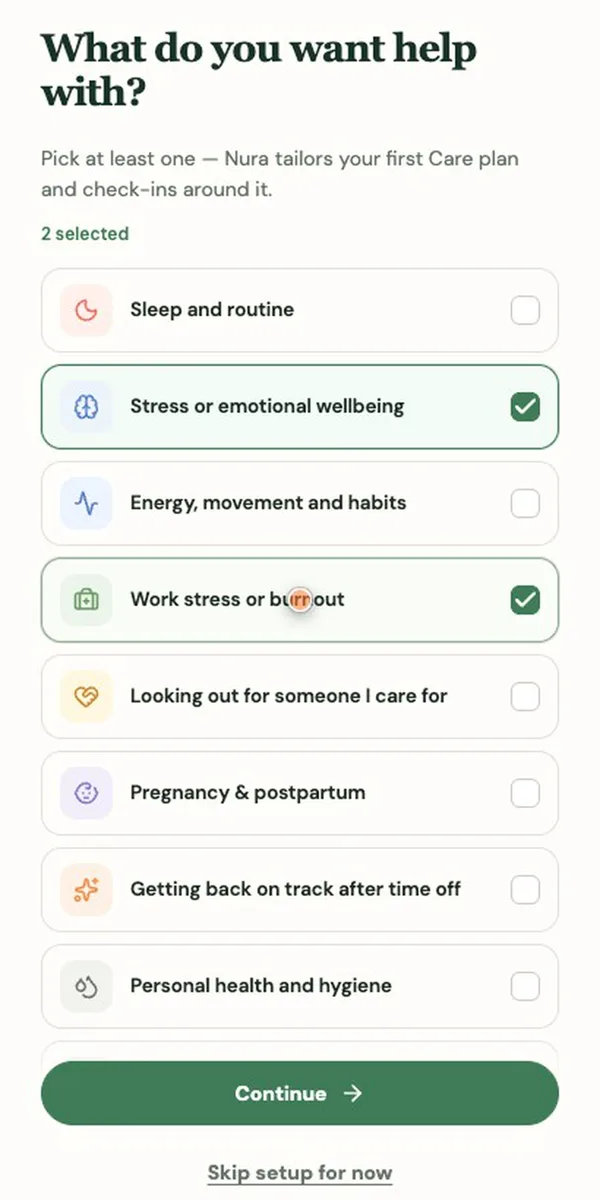 What do you want help
with?
Pick at least one — Nura tailors your first Care plan
and check-ins around it.
2 selected
Sleep and routine
Stress or emotional wellbeing
Energy, movement and habits
Work stress or burnout
Looking out for someone I care for
Pregnancy & postpartum
Getting back on track after time off
Personal health and hygiene
Continue →
Skip setup for now